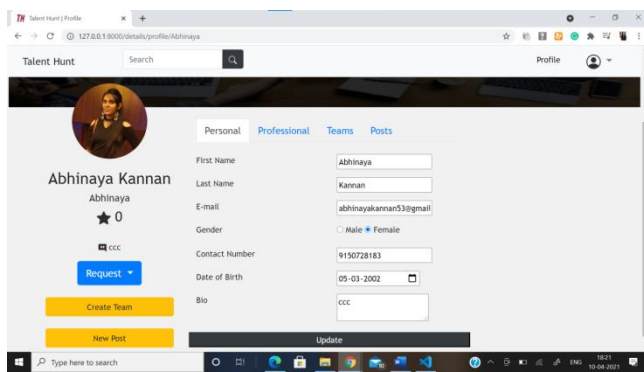 TH Talent Hunt | Profile
127.0.0.1:8000/details/profile/Abhinaya
Talent Hunt
Search
Profile
Personal Professional Teams Posts
First Name Abhinaya
Last Name Kannan
E-mail abhinayakannan53@gmail
Gender Male Female
Contact Number 9150728183
Date of Birth 05-03-2002
Bio ccc
Update
Abhinaya Kannan
Abhinaya
0
ccc
Request
Create Team
New Post
Type here to search
ENG
18:21
10-04-2021